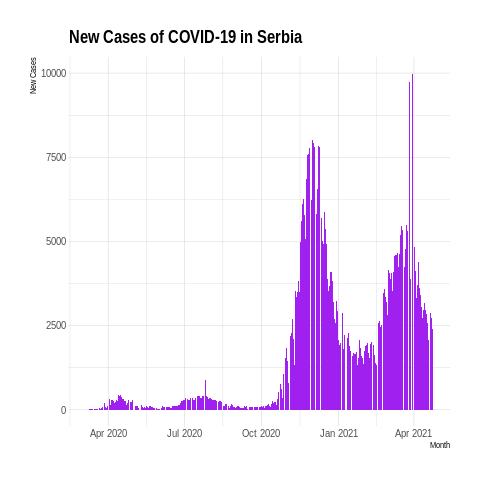 New Cases of COVID-19 in Serbia
New Cases
10000
7500
5000
2500
0
Apr 2020
Jul 2020
Oct 2020
Jan 2021
Apr 2021
Month